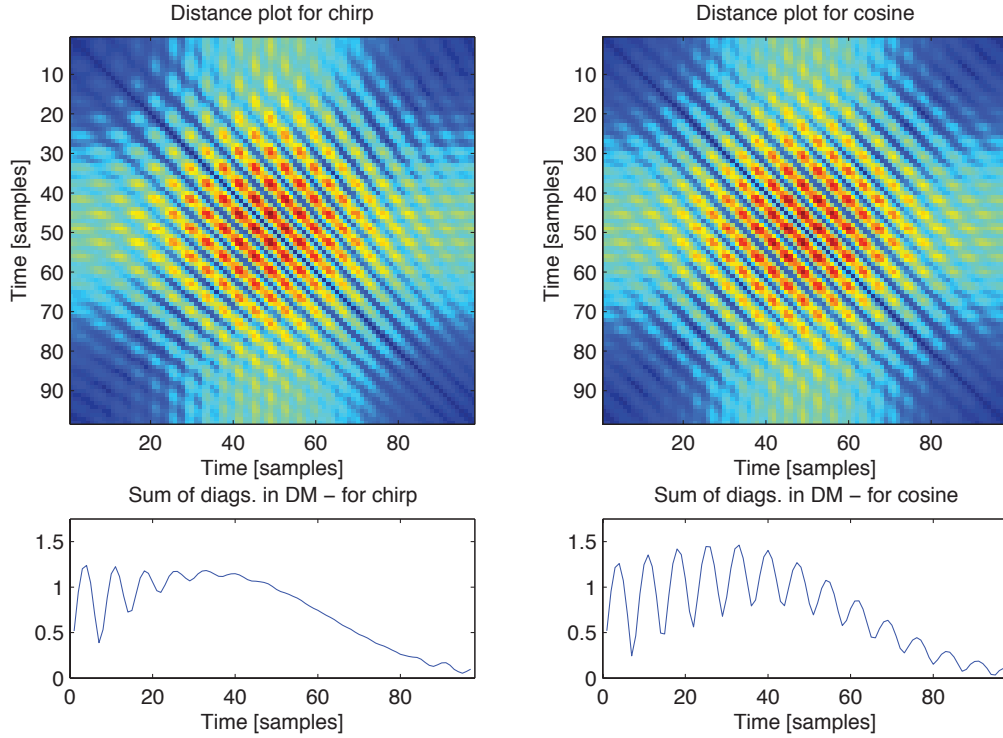 Distance plot for chirp
Distance plot for cosine
Time [samples]
10
20
30
40
50
60
70
80
90
20 40 60 80
Time [samples]
Time [samples]
10
20
30
40
50
60
70
80
90
20 40 60 80
Time [samples]
Sum of diags. in DM − for chirp
1.5
1
0.5
0
0 20 40 60 80
Time [samples]
Sum of diags. in DM − for cosine
1.5
1
0.5
0
0 20 40 60 80
Time [samples]